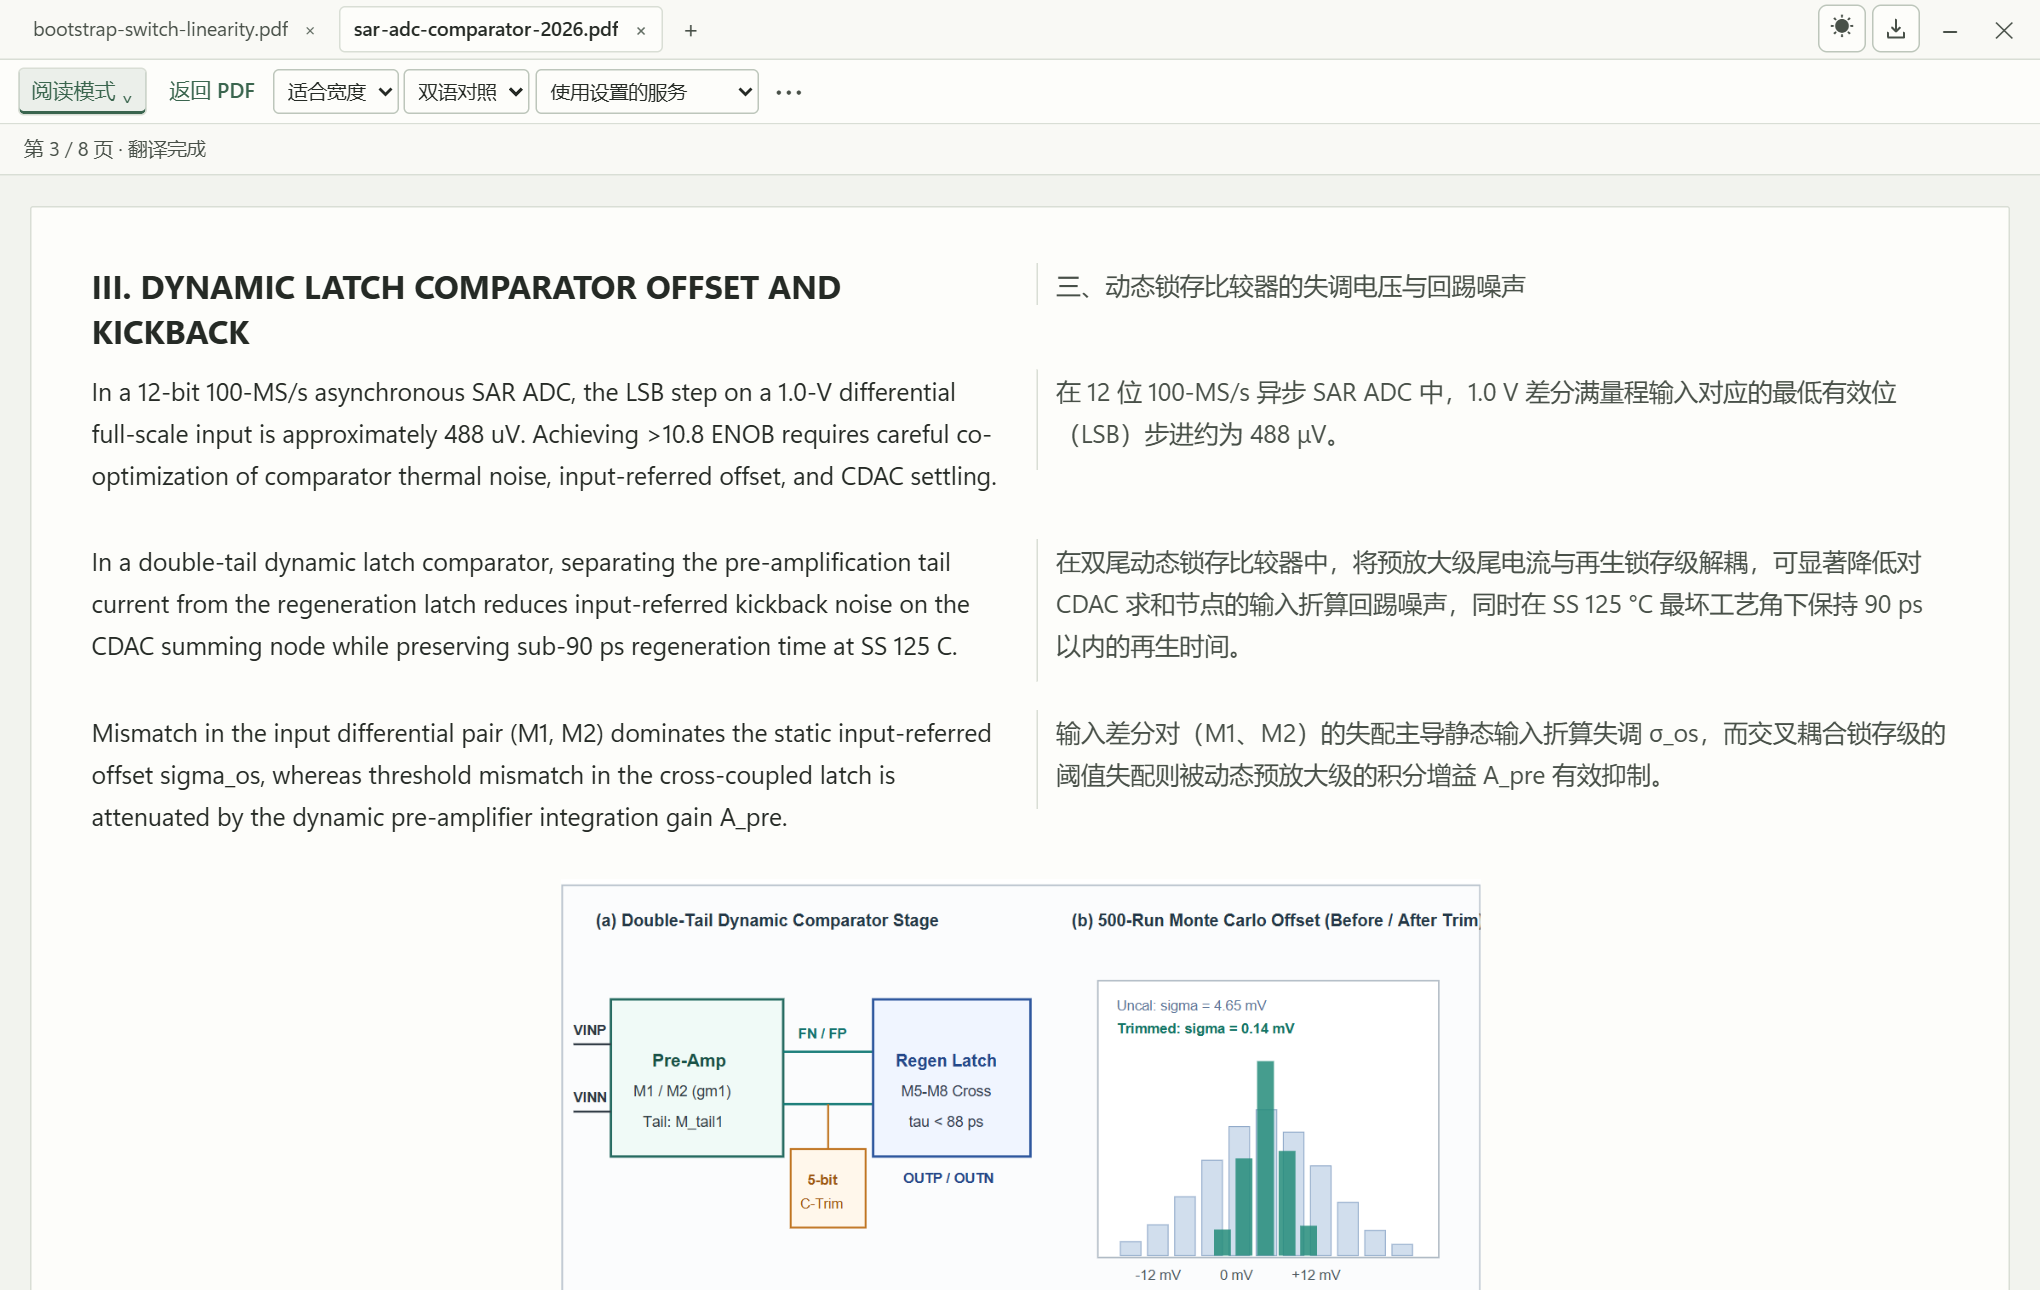 bootstrap-switch-linearity.pdf ×
sar-adc-comparator-2026.pdf ×
+
阅读模式
返回 PDF
适合宽度
双语对照
使用设置的服务
第 3 / 8 页 · 翻译完成
III. DYNAMIC LATCH COMPARATOR OFFSET AND
KICKBACK
三、动态锁存比较器的失调电压与回踢噪声
In a 12-bit 100-MS/s asynchronous SAR ADC, the LSB step on a 1.0-V differential
full-scale input is approximately 488 uV. Achieving >10.8 ENOB requires careful co-
optimization of comparator thermal noise, input-referred offset, and CDAC settling.
在 12 位 100-MS/s 异步 SAR ADC 中，1.0 V 差分满量程输入对应的最低有效位
（LSB）步进约为 488 μV。
In a double-tail dynamic latch comparator, separating the pre-amplification tail
current from the regeneration latch reduces input-referred kickback noise on the
CDAC summing node while preserving sub-90 ps regeneration time at SS 125 C.
在双尾动态锁存比较器中，将预放大级尾电流与再生锁存级解耦，可显著降低对
CDAC 求和节点的输入折算回踢噪声，同时在 SS 125 °C 最坏工艺角下保持 90 ps
以内的再生时间。
Mismatch in the input differential pair (M1, M2) dominates the static input-referred
offset sigma_os, whereas threshold mismatch in the cross-coupled latch is
attenuated by the dynamic pre-amplifier integration gain A_pre.
输入差分对（M1、M2）的失配主导静态输入折算失调 σ_os，而交叉耦合锁存级的
阈值失配则被动态预放大级的积分增益 A_pre 有效抑制。
(a) Double-Tail Dynamic Comparator Stage
VINP
VINN
Pre-Amp
M1 / M2 (gm1)
Tail: M_tail1
FN / FP
Regen Latch
M5-M8 Cross
tau < 88 ps
5-bit
C-Trim
OUTP / OUTN
(b) 500-Run Monte Carlo Offset (Before / After Trim)
Uncal: sigma = 4.65 mV
Trimmed: sigma = 0.14 mV
-12 mV
0 mV
+12 mV